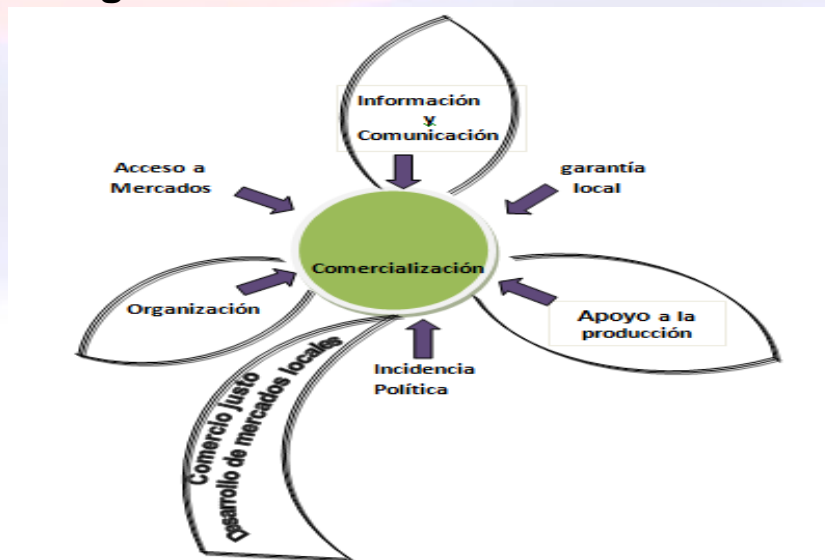 Información
y
Comunicación
Acceso a
Mercados
garantía
local
Comercialización
Organización
Apoyo a la
producción
Incidencia
Política
Comercio justo
Desarrollo de mercados locales